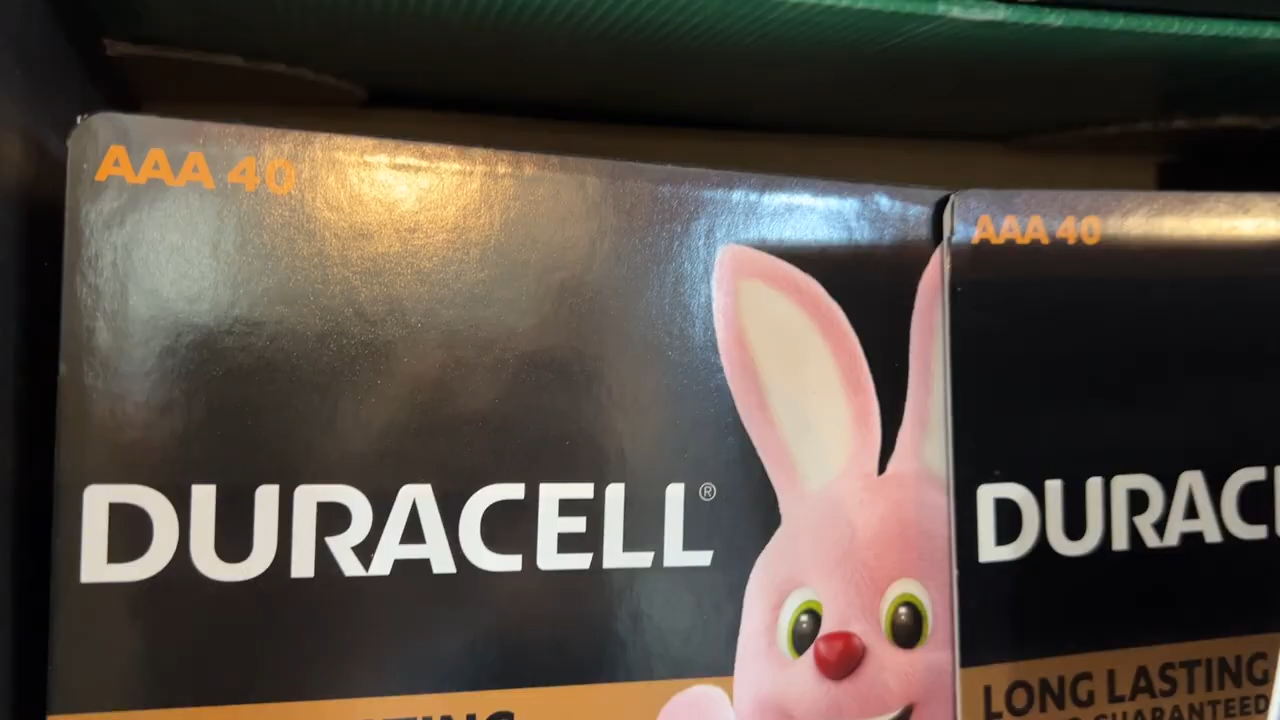 AAA 40
DURACELL®
AAA 40
DURAC
LONG LASTING
GUARANTEED